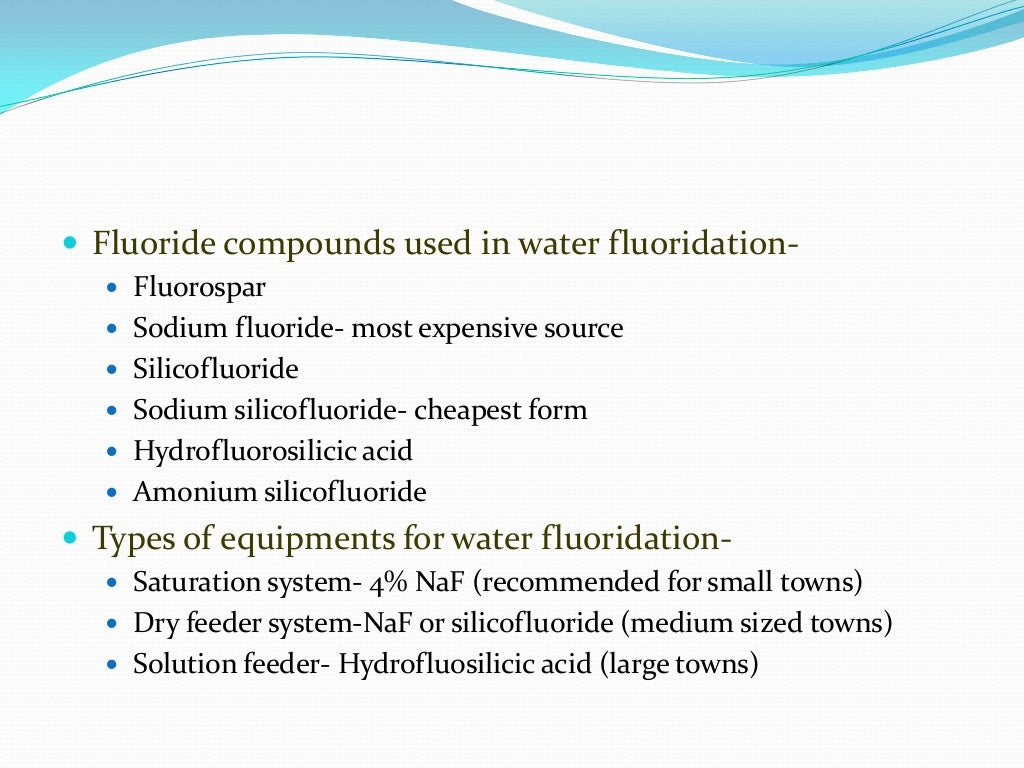 • Fluoride compounds used in water fluoridation-
• Fluorospar
• Sodium fluoride- most expensive source
• Silicofluoride
• Sodium silicofluoride- cheapest form
• Hydrofluorosilicic acid
• Amonium silicofluoride
• Types of equipments for water fluoridation-
• Saturation system- 4% NaF (recommended for small towns)
• Dry feeder system-NaF or silicofluoride (medium sized towns)
• Solution feeder- Hydrofluosilicic acid (large towns)